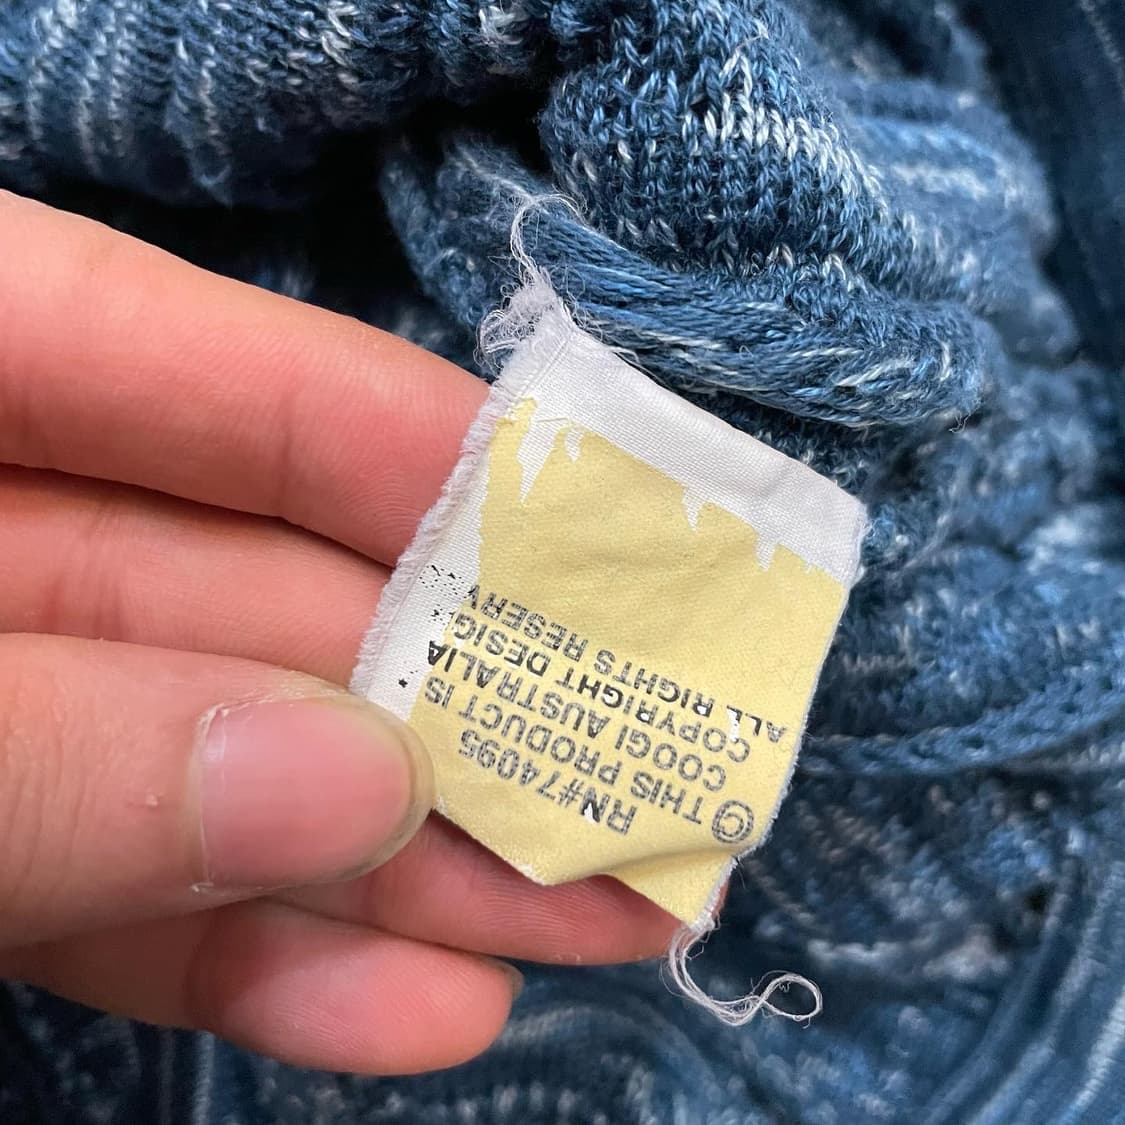 RN#74095
© THIS PRODUCT IS
COOGI AUSTRALIA
COPYRIGHT DESIG
ALL RIGHTS RESERV